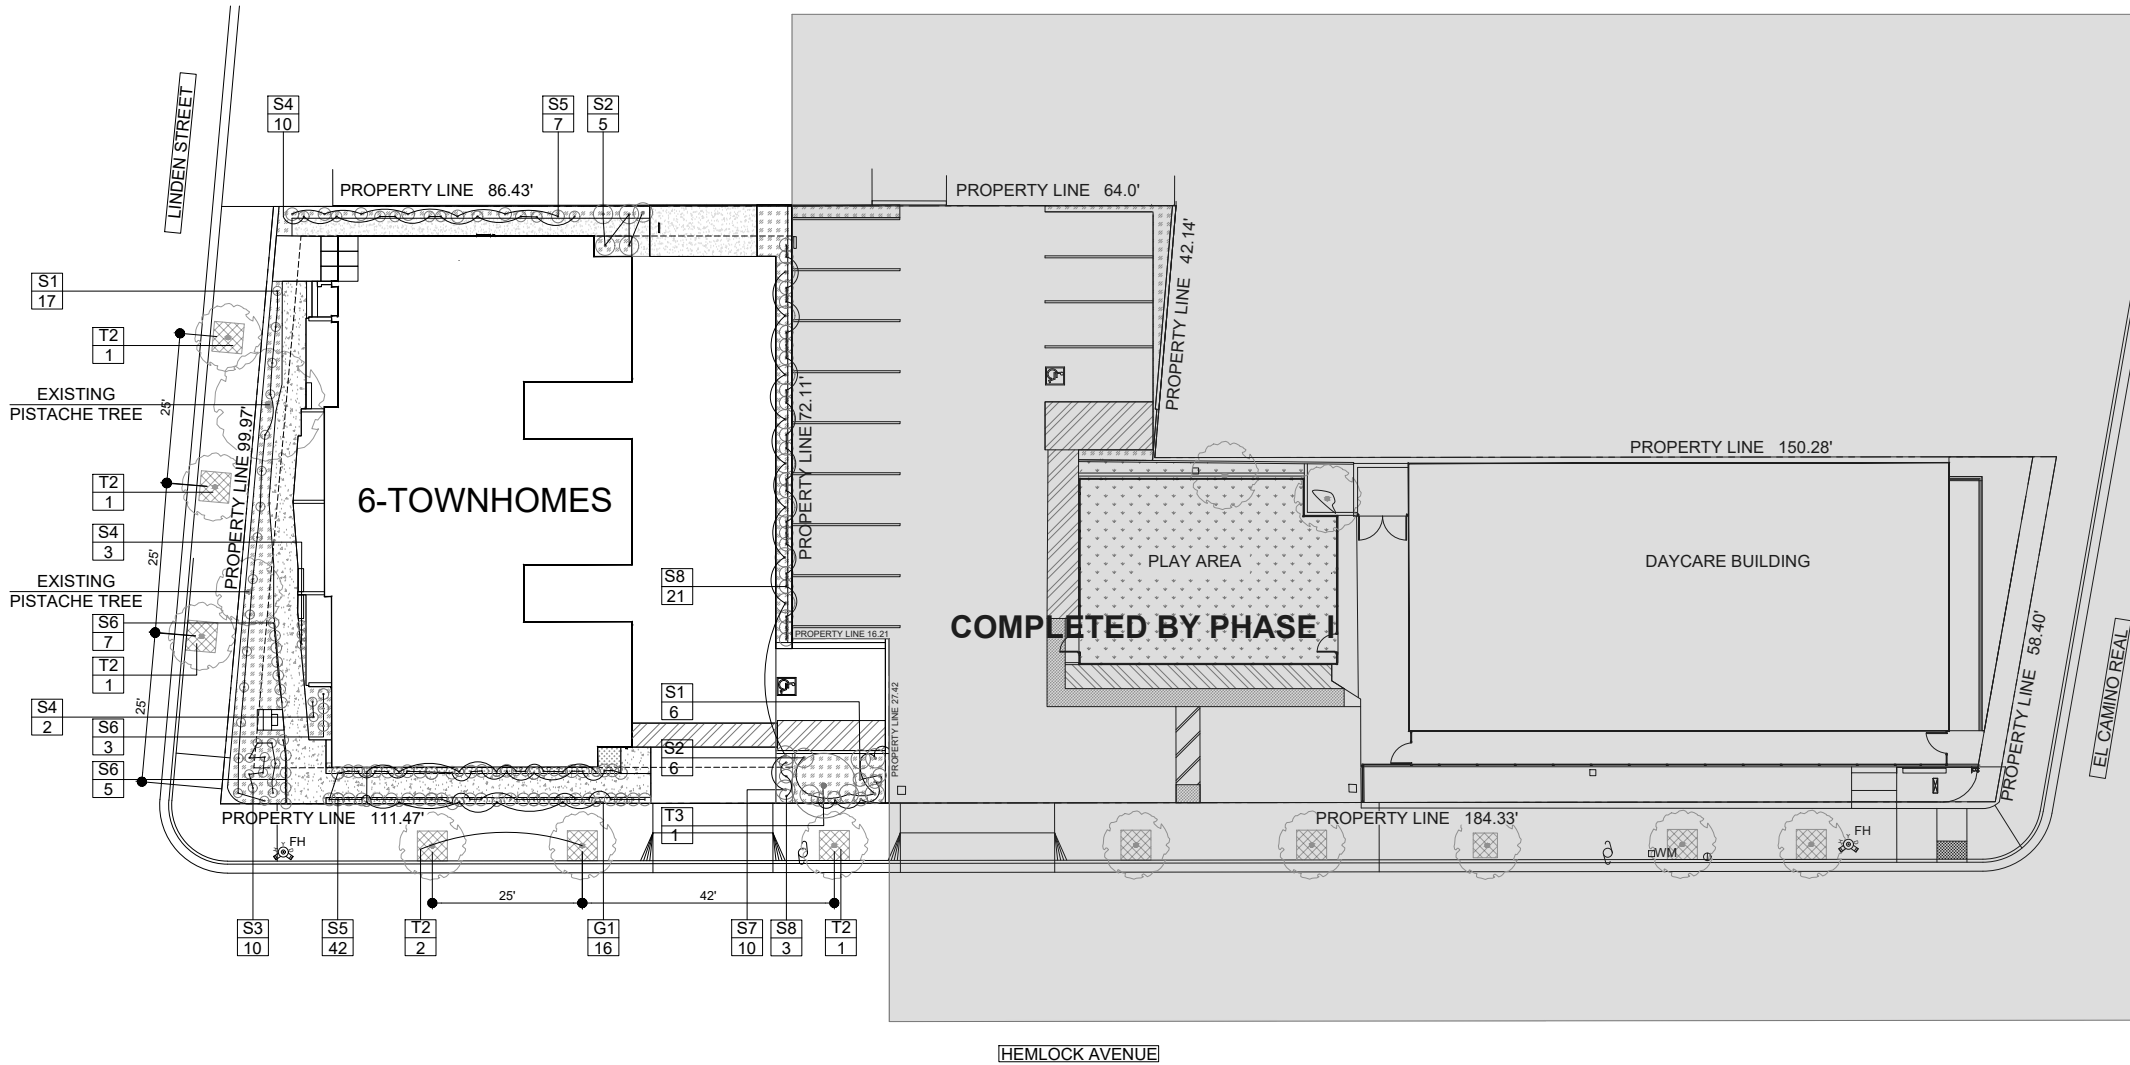 LINDEN STREET
S4
10
S5
7
S2
5
PROPERTY LINE 86.43'
PROPERTY LINE 64.0'
PROPERTY LINE 42.14'
S1
17
T2
1
EXISTING
PISTACHE TREE
25'
PROPERTY LINE 99.97'
PROPERTY LINE 72.11'
PROPERTY LINE 150.28'
T2
1
6-TOWNHOMES
S4
3
25'
PLAY AREA
DAYCARE BUILDING
EXISTING
PISTACHE TREE
S8
21
COMPLETED BY PHASE I
PROPERTY LINE 16.21
S6
7
T2
1
25'
S4
2
S1
6
PROPERTY LINE 27.42
PROPERTY LINE 58.40'
EL CAMINO REAL
S6
3
S2
6
S6
5
PROPERTY LINE 111.47'
T3
1
PROPERTY LINE 184.33'
FH
FH
WM
25'
42'
S3
10
S5
42
T2
2
G1
16
S7
10
S8
3
T2
1
HEMLOCK AVENUE